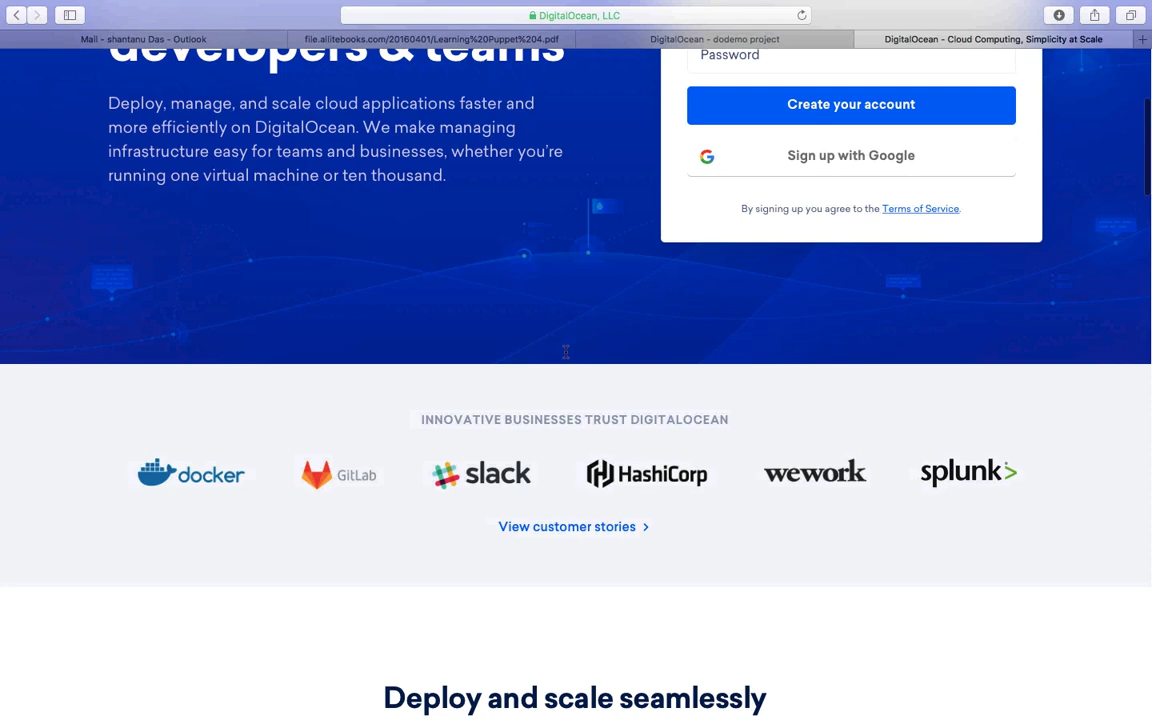 DigitalOcean, LLC
Mail - shantanu Das - Outlook
file.allitebooks.com/20160401/Learning%20Puppet%204.pdf
DigitalOcean - dodemo project
DigitalOcean - Cloud Computing, Simplicity at Scale
developers & teams
Password
Deploy, manage, and scale cloud applications faster and
more efficiently on DigitalOcean. We make managing
infrastructure easy for teams and businesses, whether you're
running one virtual machine or ten thousand.
Create your account
Sign up with Google
By signing up you agree to the Terms of Service.
INNOVATIVE BUSINESSES TRUST DIGITALOCEAN
docker
GitLab
slack
HashiCorp
wework
splunk>
View customer stories >
Deploy and scale seamlessly